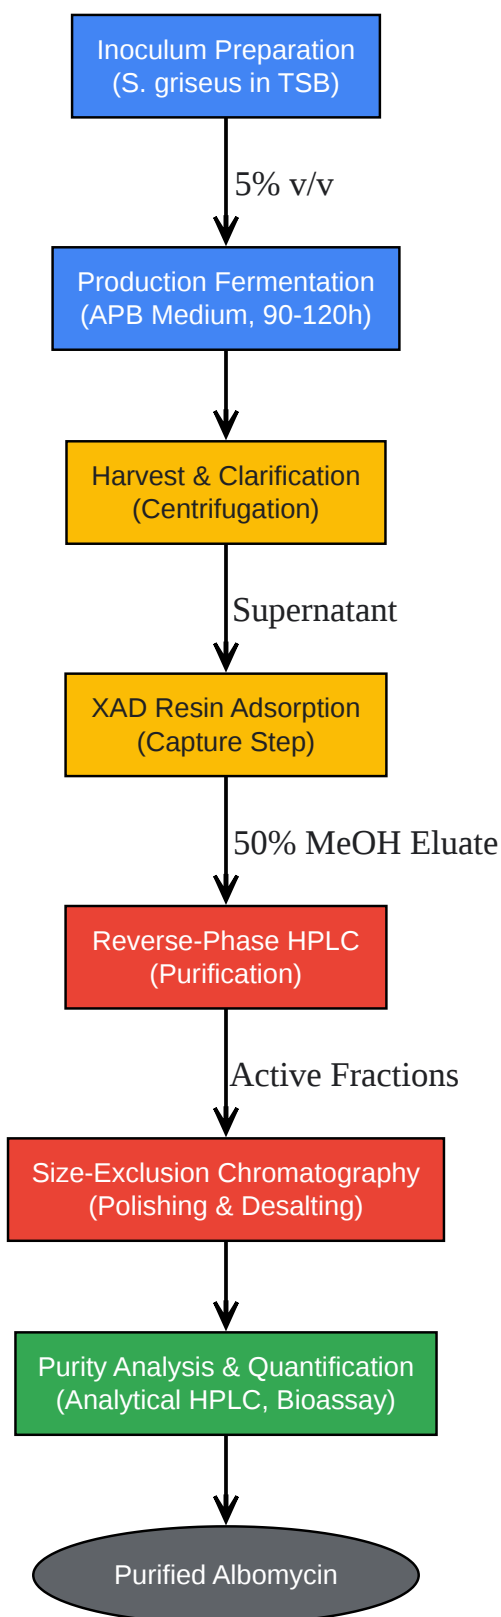 Inoculum Preparation
(S. griseus in TSB)
5% v/v
Production Fermentation
(APB Medium, 90-120h)
Harvest & Clarification
(Centrifugation)
Supernatant
XAD Resin Adsorption
(Capture Step)
50% MeOH Eluate
Reverse-Phase HPLC
(Purification)
Active Fractions
Size-Exclusion Chromatography
(Polishing & Desalting)
Purity Analysis & Quantification
(Analytical HPLC, Bioassay)
Purified Albomycin